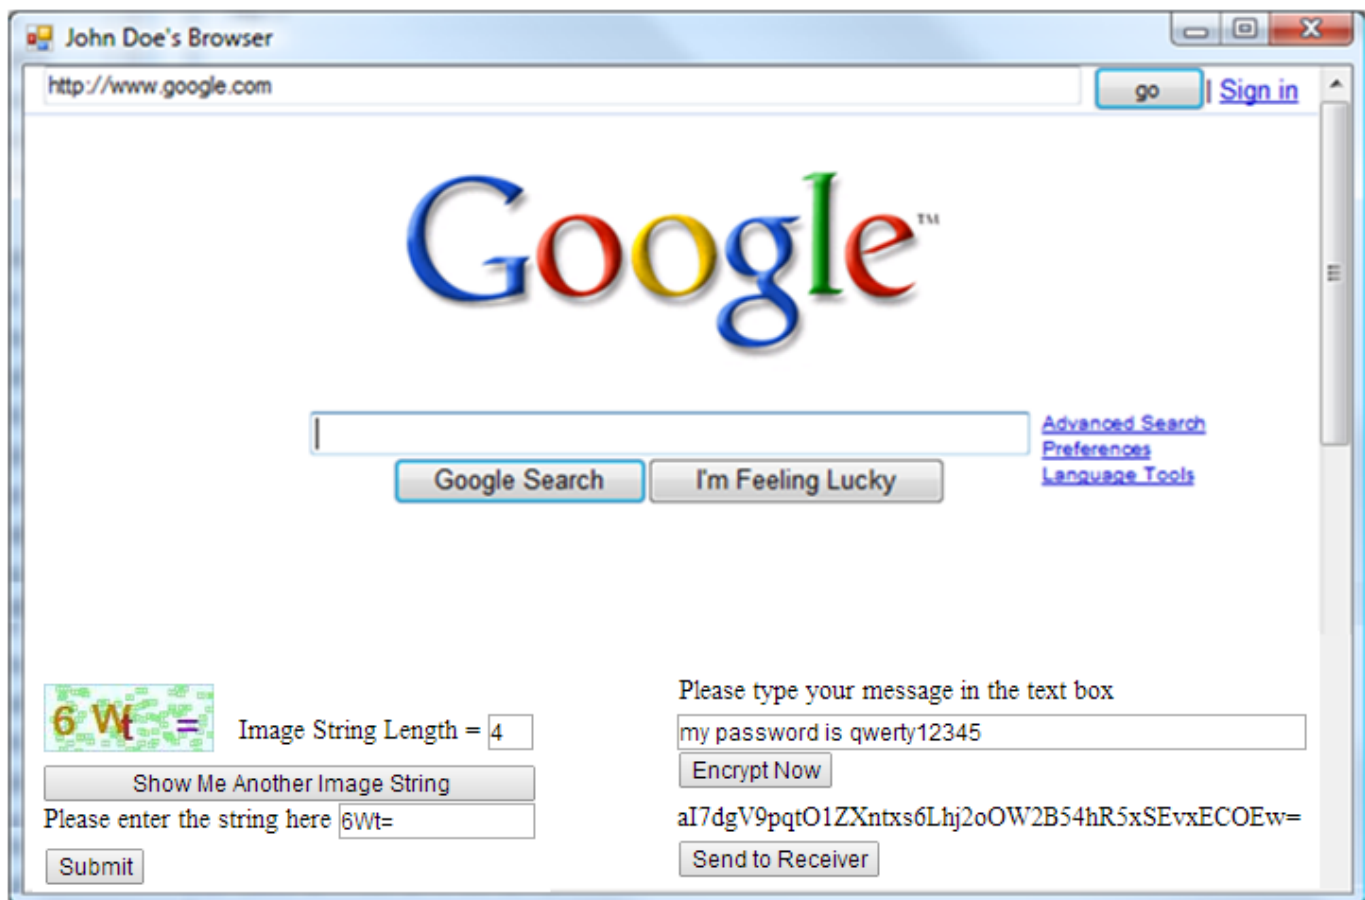 John Doe's Browser
http://www.google.com
go | Sign in
Google™
Advanced Search
Preferences
Language Tools
Google Search
I'm Feeling Lucky
6 Wt =
Image String Length = 4
Show Me Another Image String
Please enter the string here 6Wt=
Submit
Please type your message in the text box
my password is qwerty12345
Encrypt Now
aI7dgV9pqtO1ZXntxs6Lhj2oOW2B54hR5xSEvxECOEw=
Send to Receiver